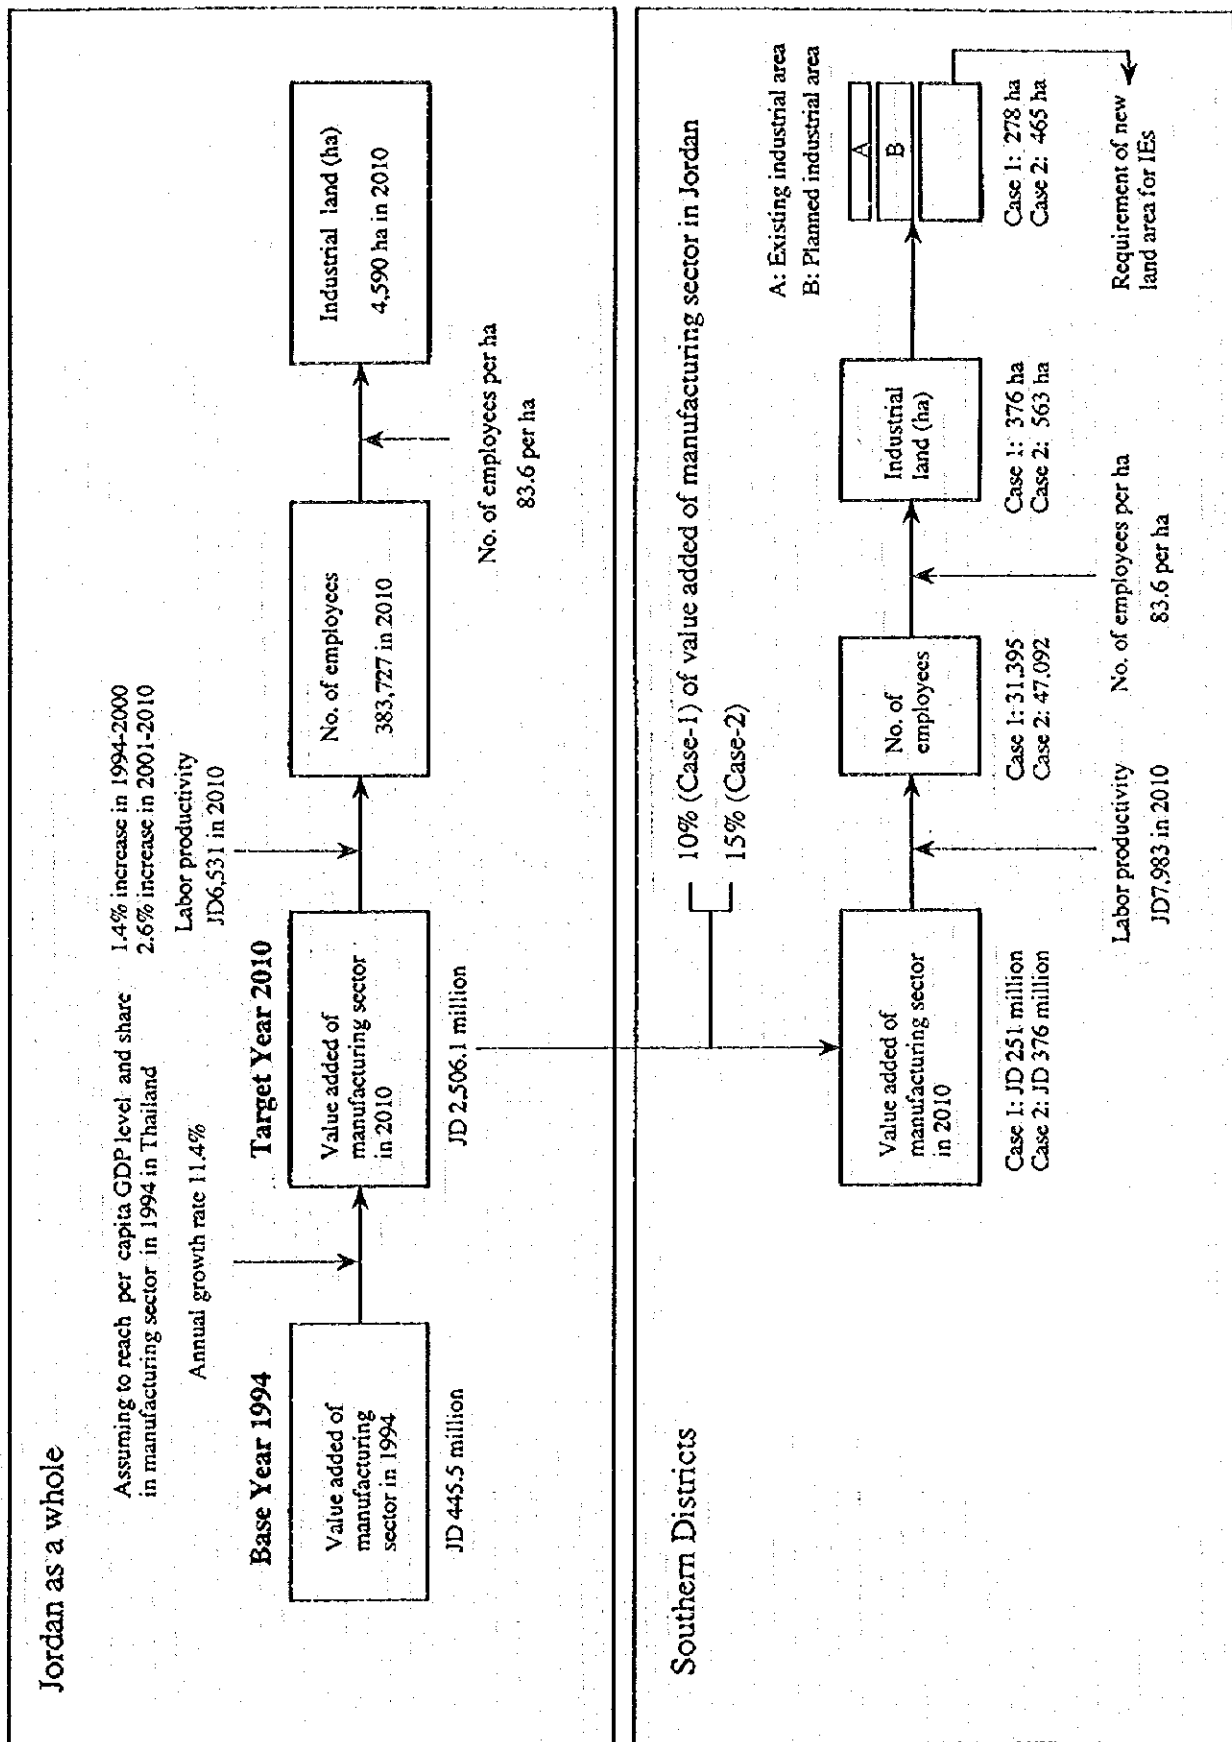 Jordan as a whole
Assuming to reach per capita GDP level and share
in manufacturing sector in 1994 in Thailand
1.4% increase in 1994-2000
2.6% increase in 2001-2010
Annual growth rate 11.4%
Labor productivity
JD6,531 in 2010
Base Year 1994
Target Year 2010
Value added of
manufacturing
sector in 1994
JD 445.5 million
Value added of
manufacturing sector
in 2010
JD 2,506.1 million
No. of employees
383,727 in 2010
No. of employees per ha
83.6 per ha
Industrial land (ha)
4,590 ha in 2010
Southern Districts
10% (Case-1) of value added of manufacturing sector in Jordan
15% (Case-2)
A: Existing industrial area
B: Planned industrial area
Value added of
manufacturing sector
in 2010
Case 1: JD 251 million
Case 2: JD 376 million
Labor productivity
JD7,983 in 2010
No. of
employees
Case 1: 31.395
Case 2: 47.092
No. of employees per ha
83.6 per ha
Industrial
land (ha)
Case 1: 376 ha
Case 2: 563 ha
A
B
Case 1: 278 ha
Case 2: 465 ha
Requirement of new
land area for IEs